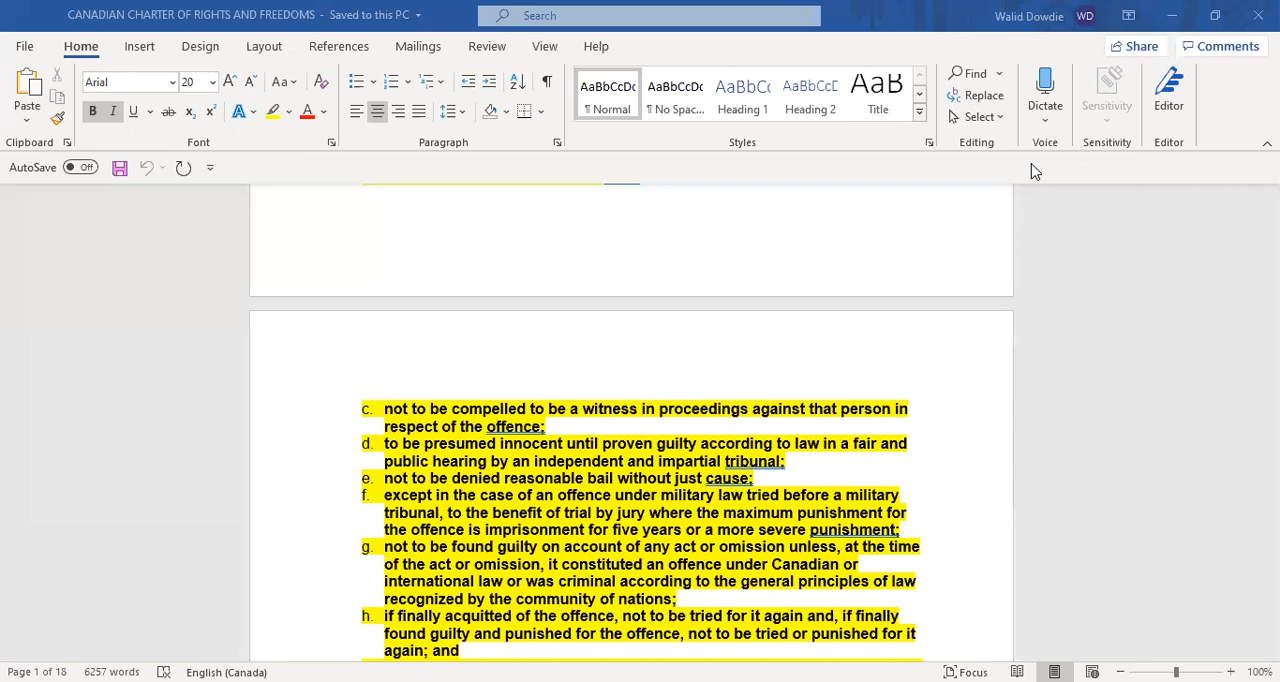 CANADIAN CHARTER OF RIGHTS AND FREEDOMS - Saved to this PC
Search
Walid Dowdie WD
File Home Insert Design Layout References Mailings Review View Help Share Comments
Paste
Arial 20 A A Aa A
B I U ab x₂ x² A A
Clipboard Font Paragraph Styles Editing Voice Sensitivity Editor
AaBbCcDc ¶ Normal
AaBbCcDc ¶ No Spac...
AaBbCc Heading 1
AaBbCcC Heading 2
AaB Title
Find
Replace
Select
Dictate
Sensitivity
Editor
AutoSave Off
c. not to be compelled to be a witness in proceedings against that person in
respect of the offence;
d. to be presumed innocent until proven guilty according to law in a fair and
public hearing by an independent and impartial tribunal;
e. not to be denied reasonable bail without just cause;
f. except in the case of an offence under military law tried before a military
tribunal, to the benefit of trial by jury where the maximum punishment for
the offence is imprisonment for five years or a more severe punishment;
g. not to be found guilty on account of any act or omission unless, at the time
of the act or omission, it constituted an offence under Canadian or
international law or was criminal according to the general principles of law
recognized by the community of nations;
h. if finally acquitted of the offence, not to be tried for it again and, if finally
found guilty and punished for the offence, not to be tried or punished for it
again; and
Page 1 of 18 6257 words English (Canada) Focus 100%